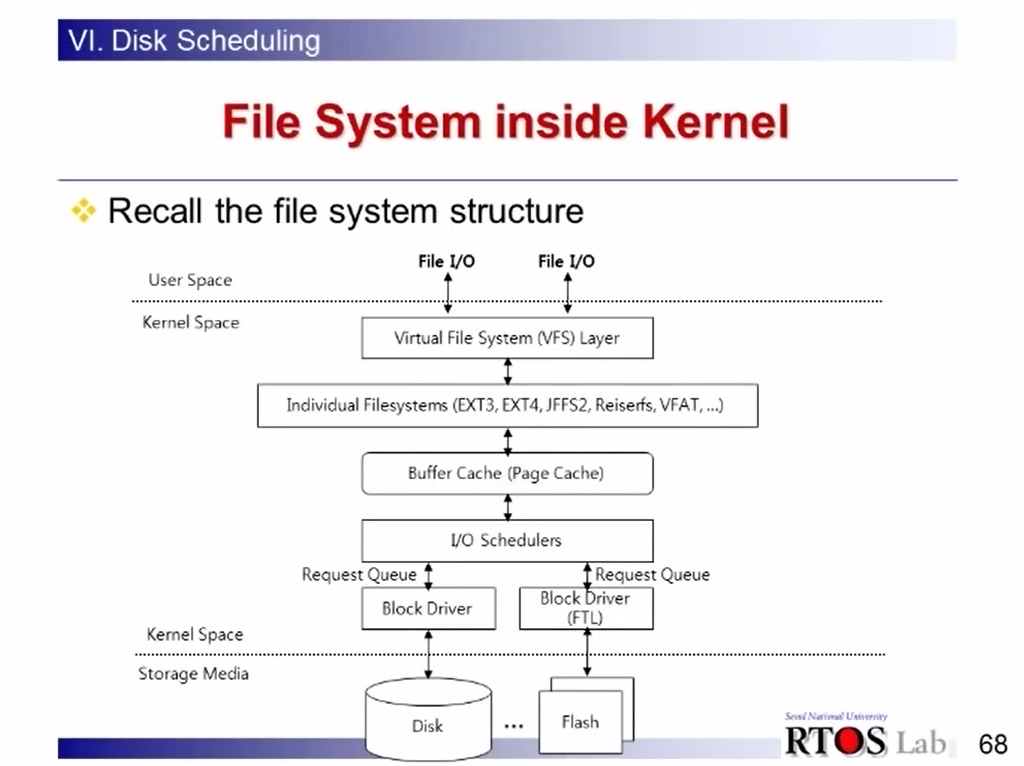 VI. Disk Scheduling
File System inside Kernel
Recall the file system structure
File I/O
File I/O
User Space
Kernel Space
Virtual File System (VFS) Layer
Individual Filesystems (EXT3, EXT4, JFFS2, Reiserfs, VFAT, ...)
Buffer Cache (Page Cache)
I/O Schedulers
Request Queue
Request Queue
Block Driver
Block Driver
(FTL)
Kernel Space
Storage Media
Disk
...
Flash
Seoul National University
RTOS Lab
68